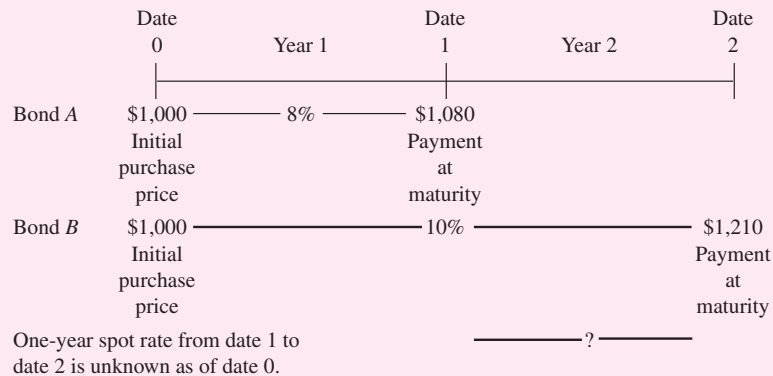 Date Date Date
0 Year 1 1 Year 2 2
Bond A $1,000 8% $1,080
Initial Payment
purchase at
price maturity
Bond B $1,000 10% $1,210
Initial Payment
purchase at
price maturity
One-year spot rate from date 1 to ?
date 2 is unknown as of date 0.